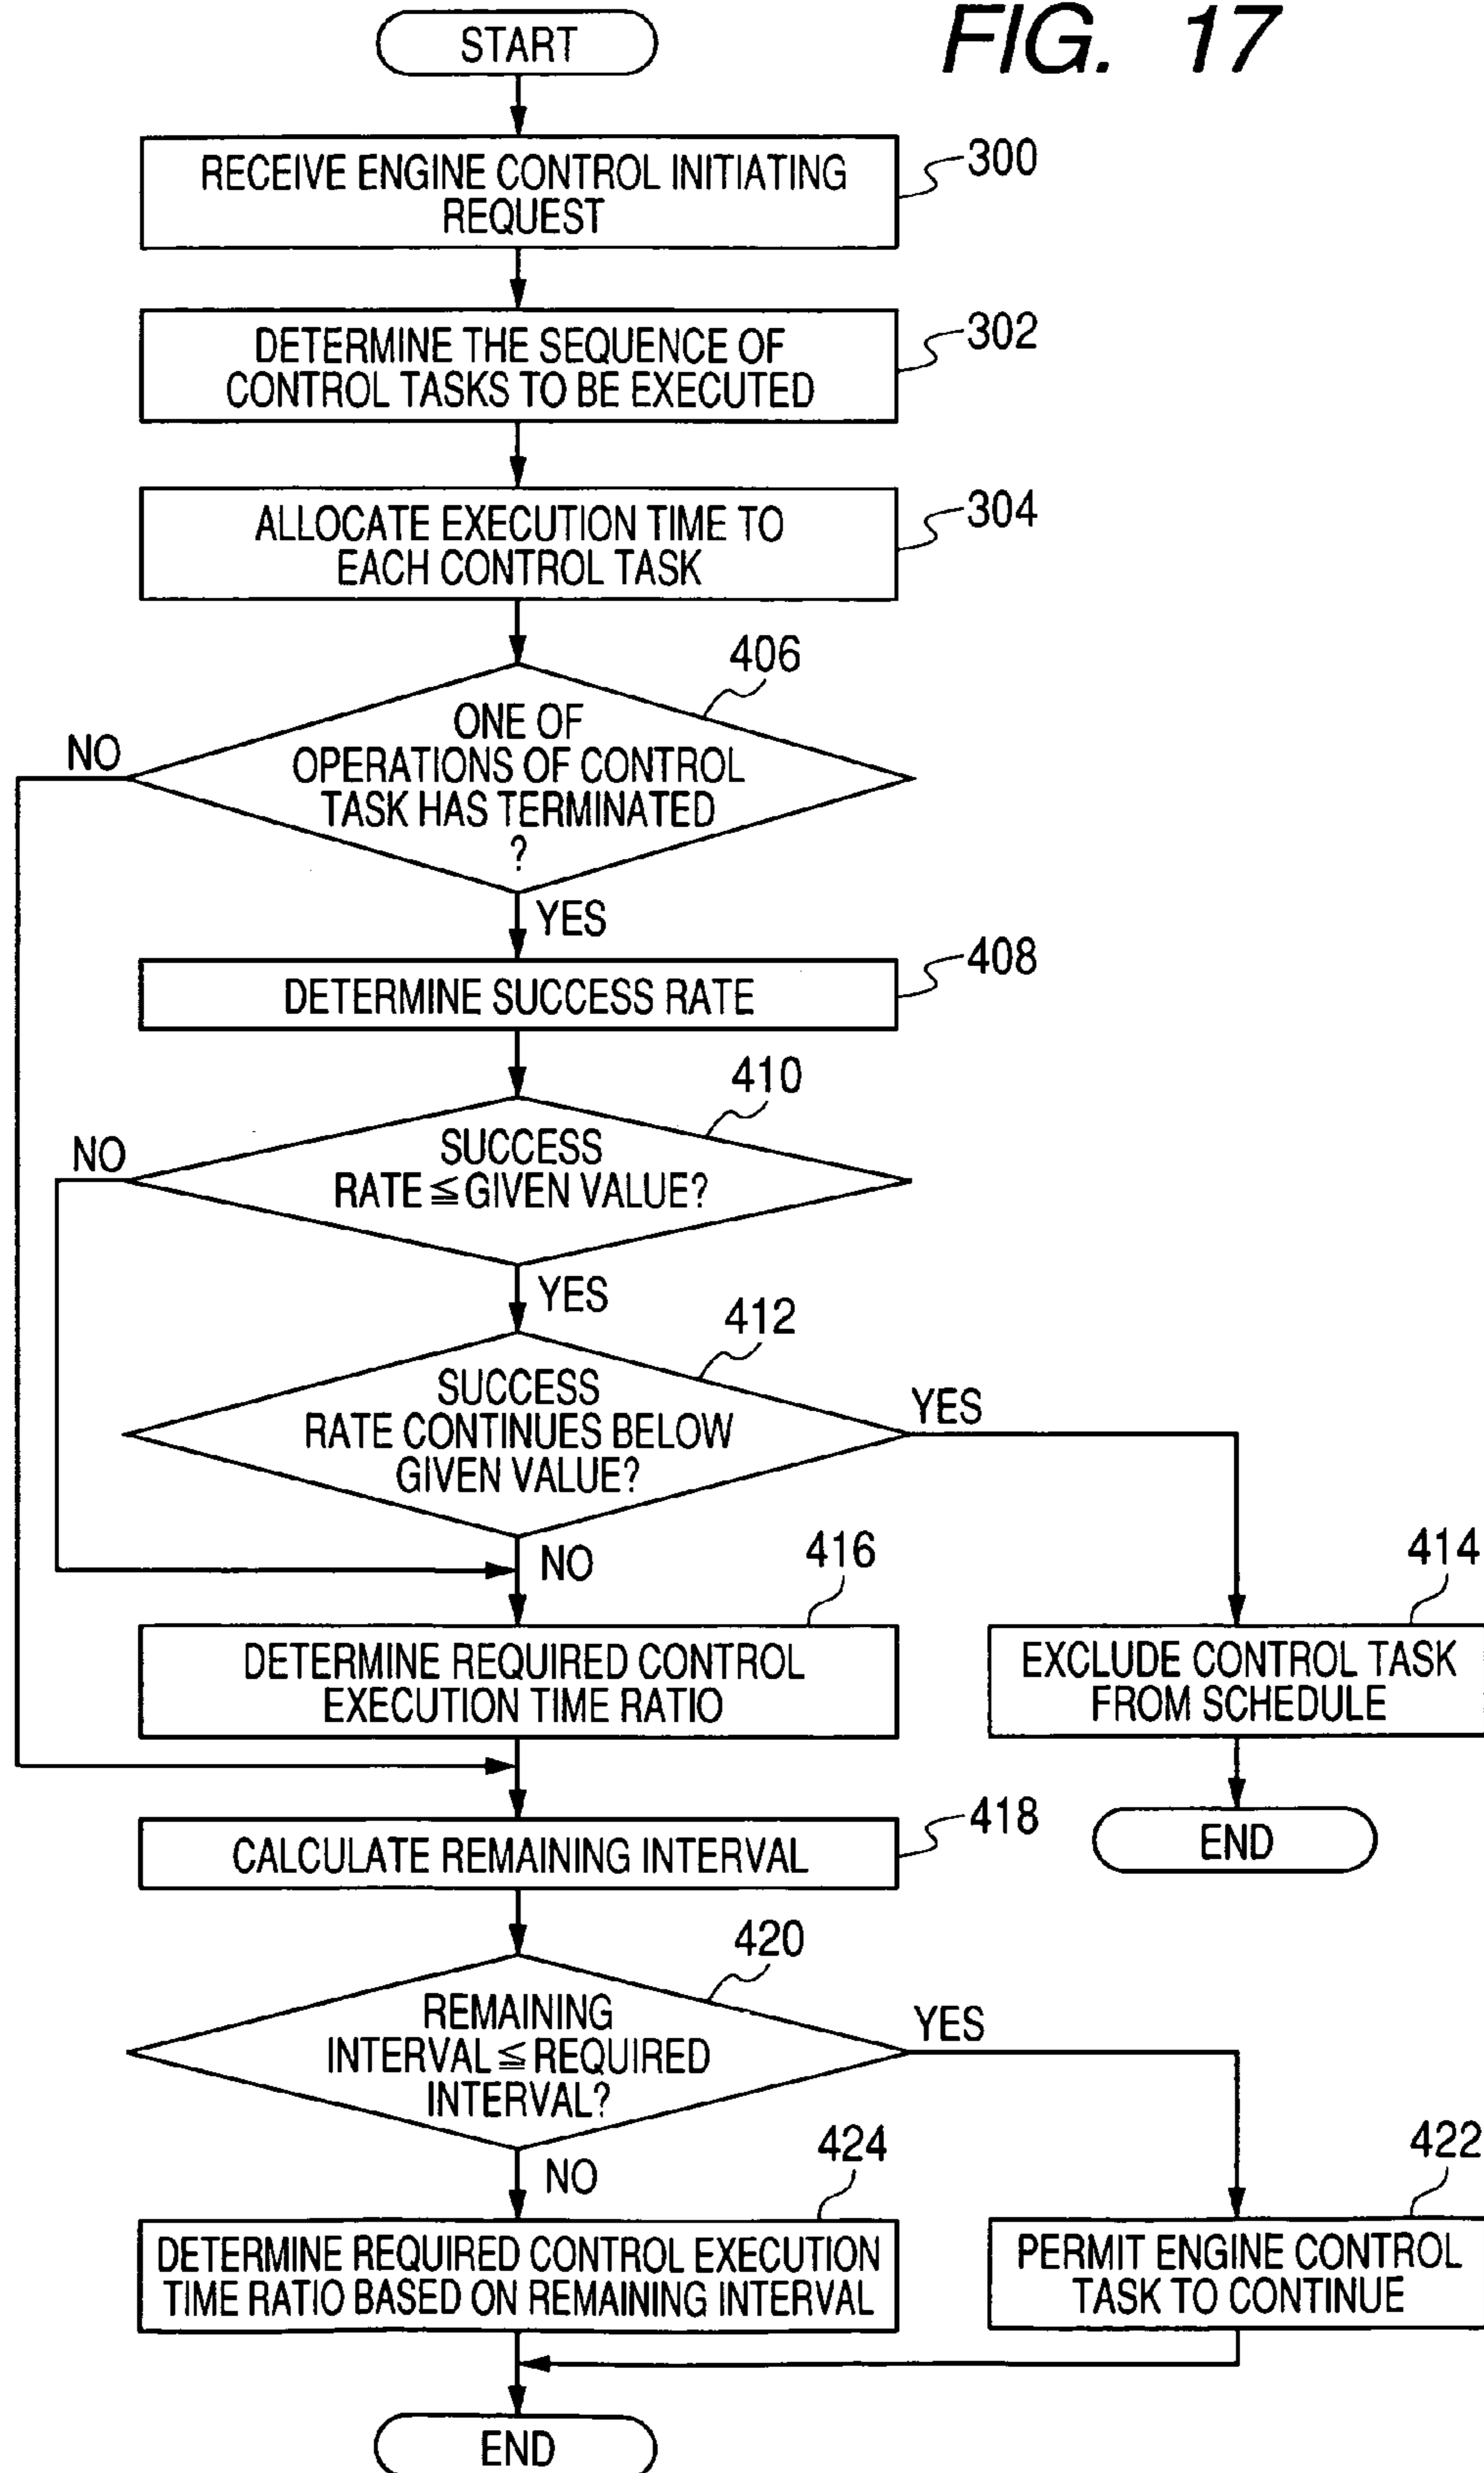 FIG. 17
START
RECEIVE ENGINE CONTROL INITIATING
REQUEST
300
DETERMINE THE SEQUENCE OF
CONTROL TASKS TO BE EXECUTED
302
ALLOCATE EXECUTION TIME TO
EACH CONTROL TASK
304
406
ONE OF
OPERATIONS OF CONTROL
TASK HAS TERMINATED
?
NO
YES
DETERMINE SUCCESS RATE
408
410
SUCCESS
RATE ≦ GIVEN VALUE?
NO
YES
412
SUCCESS
RATE CONTINUES BELOW
GIVEN VALUE?
YES
NO
416
DETERMINE REQUIRED CONTROL
EXECUTION TIME RATIO
414
EXCLUDE CONTROL TASK
FROM SCHEDULE
END
CALCULATE REMAINING INTERVAL
418
420
REMAINING
INTERVAL ≦ REQUIRED
INTERVAL?
YES
NO
424
DETERMINE REQUIRED CONTROL EXECUTION
TIME RATIO BASED ON REMAINING INTERVAL
422
PERMIT ENGINE CONTROL
TASK TO CONTINUE
END